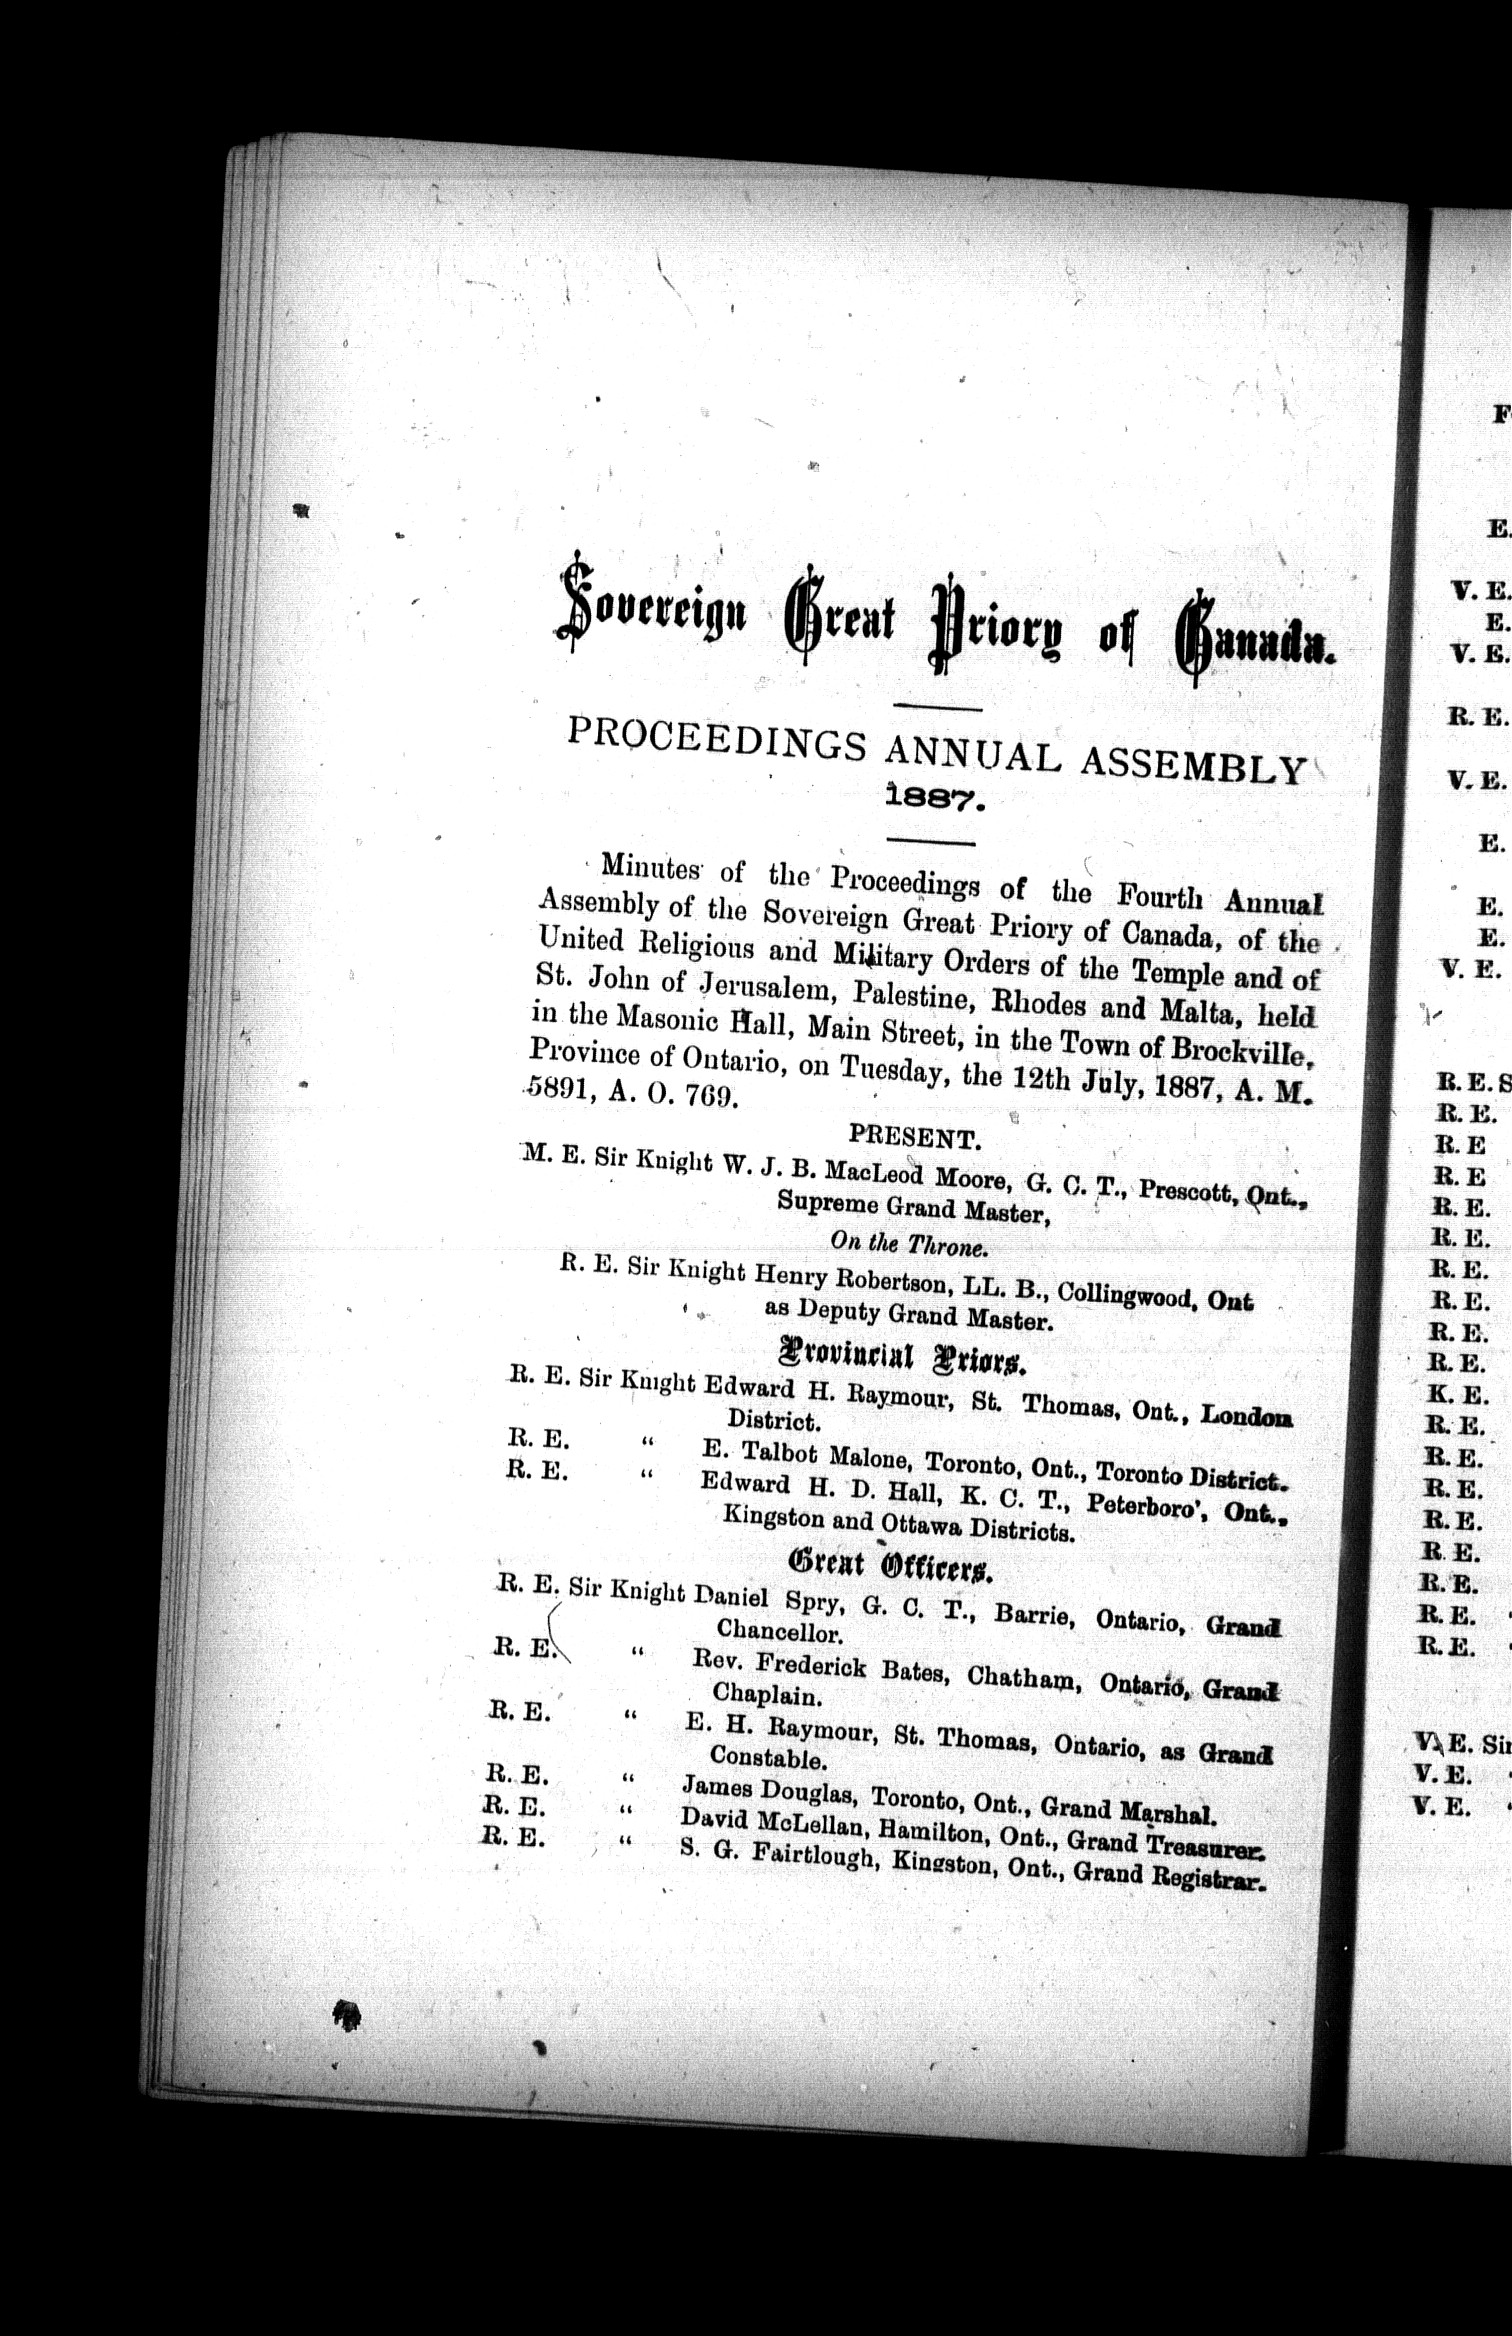 Sovereign Great Priory of Canada.
PROCEEDINGS ANNUAL ASSEMBLY
1887.
Minutes of the Proceedings of the Fourth Annual
Assembly of the Sovereign Great Priory of Canada, of the
United Religious and Military Orders of the Temple and of
St. John of Jerusalem, Palestine, Rhodes and Malta, held
in the Masonic Hall, Main Street, in the Town of Brockville,
Province of Ontario, on Tuesday, the 12th July, 1887, A. M.
5891, A. O. 769.
PRESENT.
M. E. Sir Knight W. J. B. MacLeod Moore, G. C. T., Prescott, Ont.,
Supreme Grand Master,
On the Throne.
R. E. Sir Knight Henry Robertson, LL. B., Collingwood, Ont
as Deputy Grand Master.
Provincial Priors.
R. E. Sir Knight Edward H. Raymour, St. Thomas, Ont., London
District.
R. E. “ E. Talbot Malone, Toronto, Ont., Toronto District.
R. E. “ Edward H. D. Hall, K. C. T., Peterboro', Ont.,
Kingston and Ottawa Districts.
Great Officers.
R. E. Sir Knight Daniel Spry, G. C. T., Barrie, Ontario, Grand
Chancellor.
R. E. “ Rev. Frederick Bates, Chatham, Ontario, Grand
Chaplain.
R. E. “ E. H. Raymour, St. Thomas, Ontario, as Grand
Constable.
R. E. “ James Douglas, Toronto, Ont., Grand Marshal.
R. E. “ David McLellan, Hamilton, Ont., Grand Treasurer.
R. E. “ S. G. Fairtlough, Kingston, Ont., Grand Registrar.
F
E.
V. E.
E.
V. E.
R. E.
V. E.
E.
E.
E.
V. E.
R. E. S
R. E.
R. E
R. E
R. E.
R. E.
R. E.
R. E.
R. E.
R. E.
K. E.
R. E.
R. E.
R. E.
R. E.
R. E.
R. E.
R. E.
R. E.
V. E. Sir
V. E.
V. E.